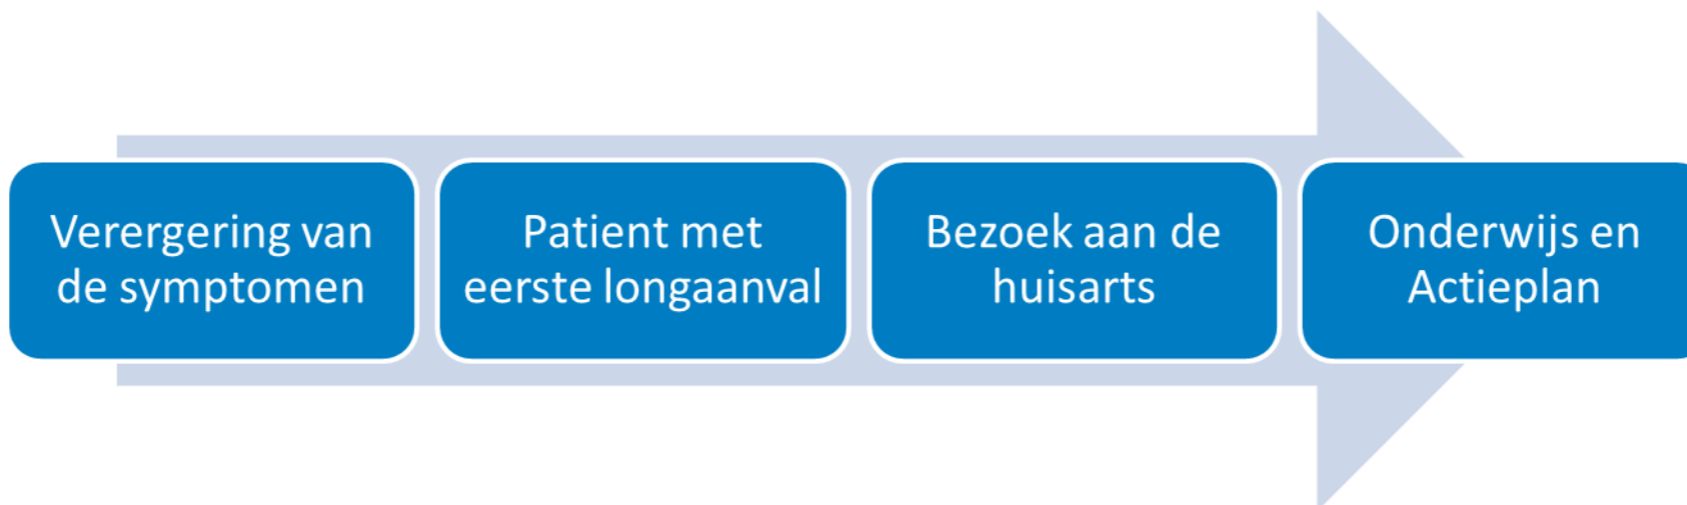 Verergering van
de symptomen
Patient met
eerste longaanval
Bezoek aan de
huisarts
Onderwijs en
Actieplan